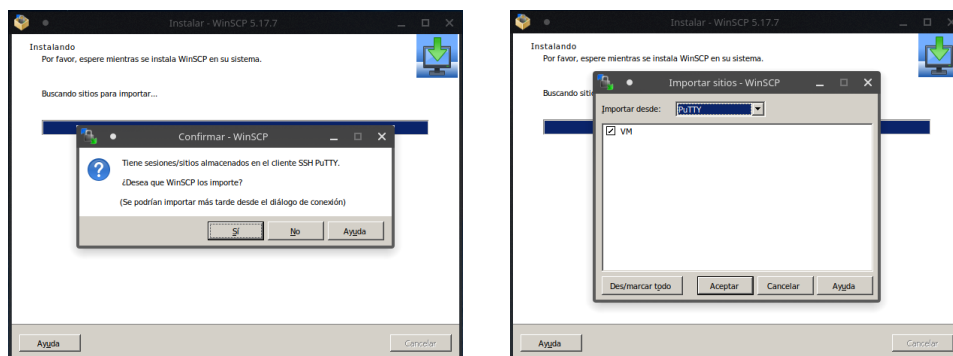 Instalar - WinSCP 5.17.7
Instalando
Por favor, espere mientras se instala WinSCP en su sistema.
Buscando sitios para importar...
Confirmar - WinSCP
Tiene sesiones/sitios almacenados en el cliente SSH PuTTY.
¿Desea que WinSCP los importe?
(Se podrían importar más tarde desde el diálogo de conexión)
Sí
No
Ayuda
Ayuda
Cancelar
Instalar - WinSCP 5.17.7
Instalando
Por favor, espere mientras se instala WinSCP en su sistema.
Buscando siti
Importar sitios - WinSCP
Importar desde:
PuTTY
VM
Des/marcar todo
Aceptar
Cancelar
Ayuda
Ayuda
Cancelar